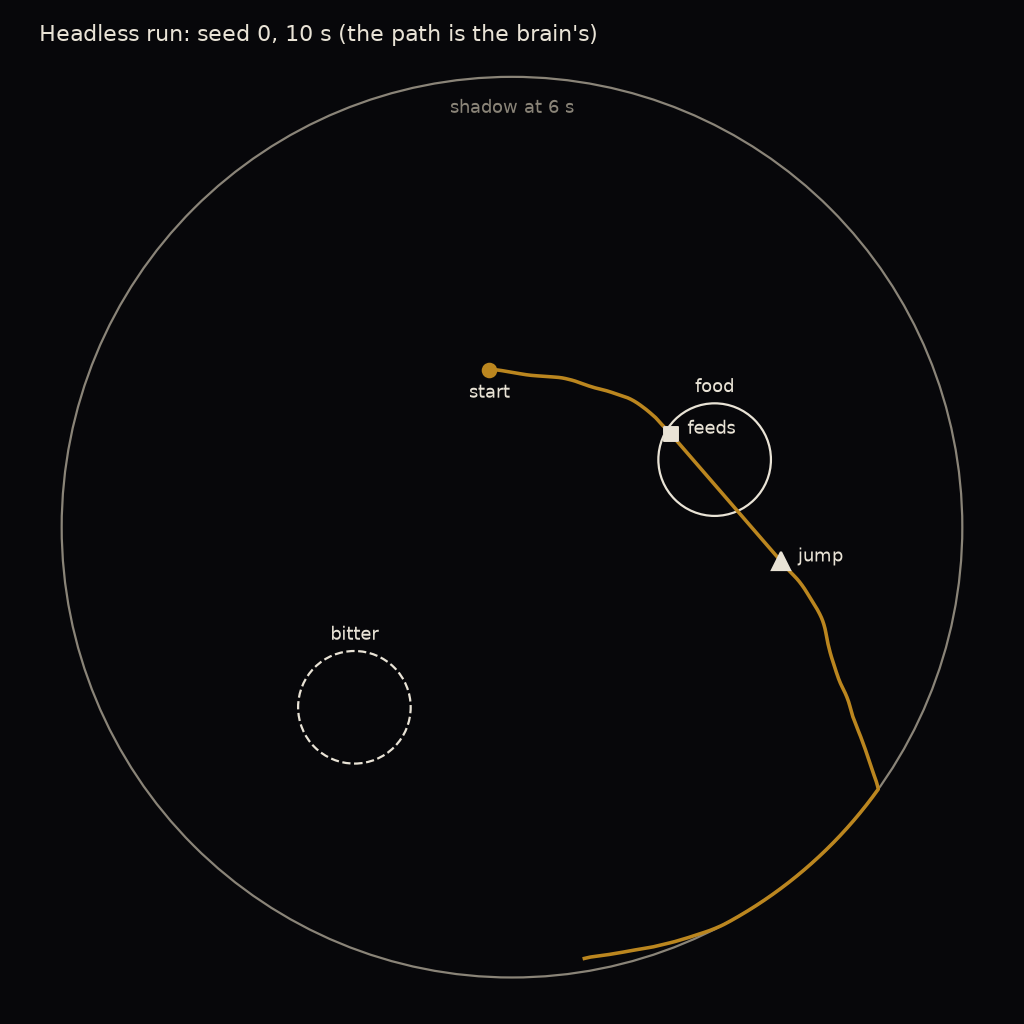 Headless run: seed 0, 10 s (the path is the brain's)
shadow at 6 s
food
start
feeds
jump
bitter